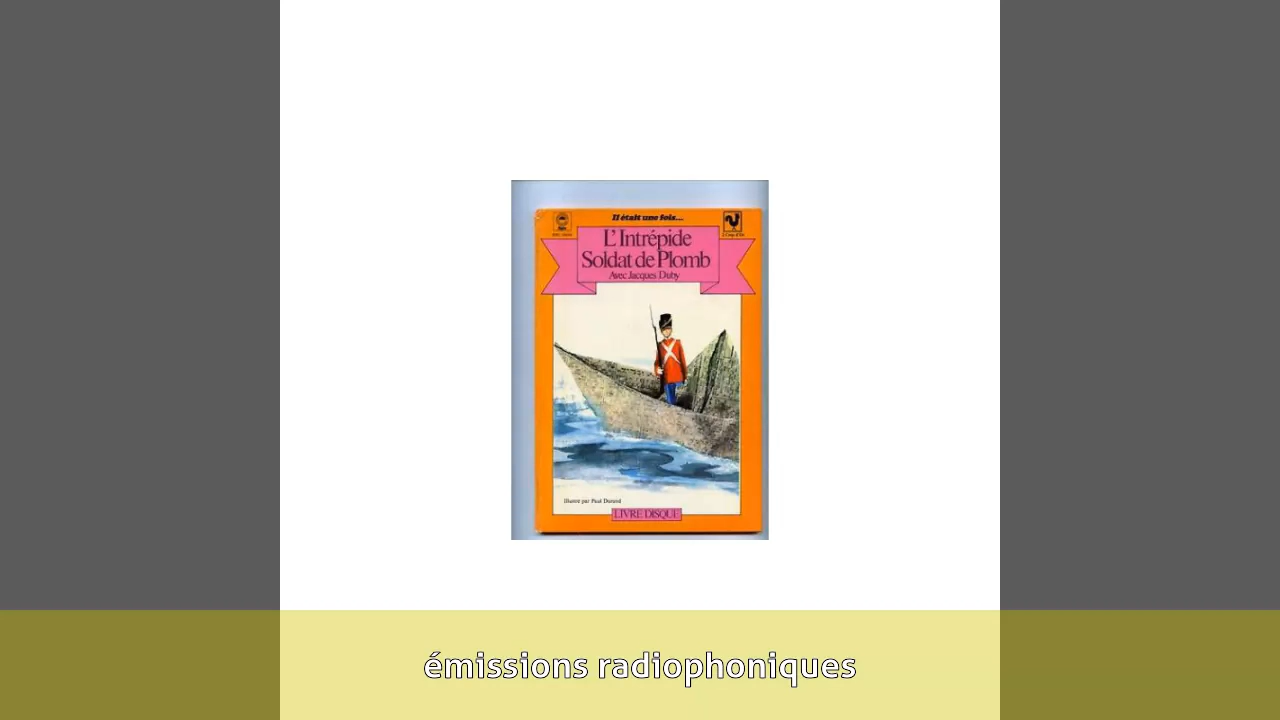 Il était une fois...
L'Intrépide
Soldat de Plomb
Avec Jacques Duby
Illustré par Paul Durand
LIVRE DISQUE
émissions radiophoniques